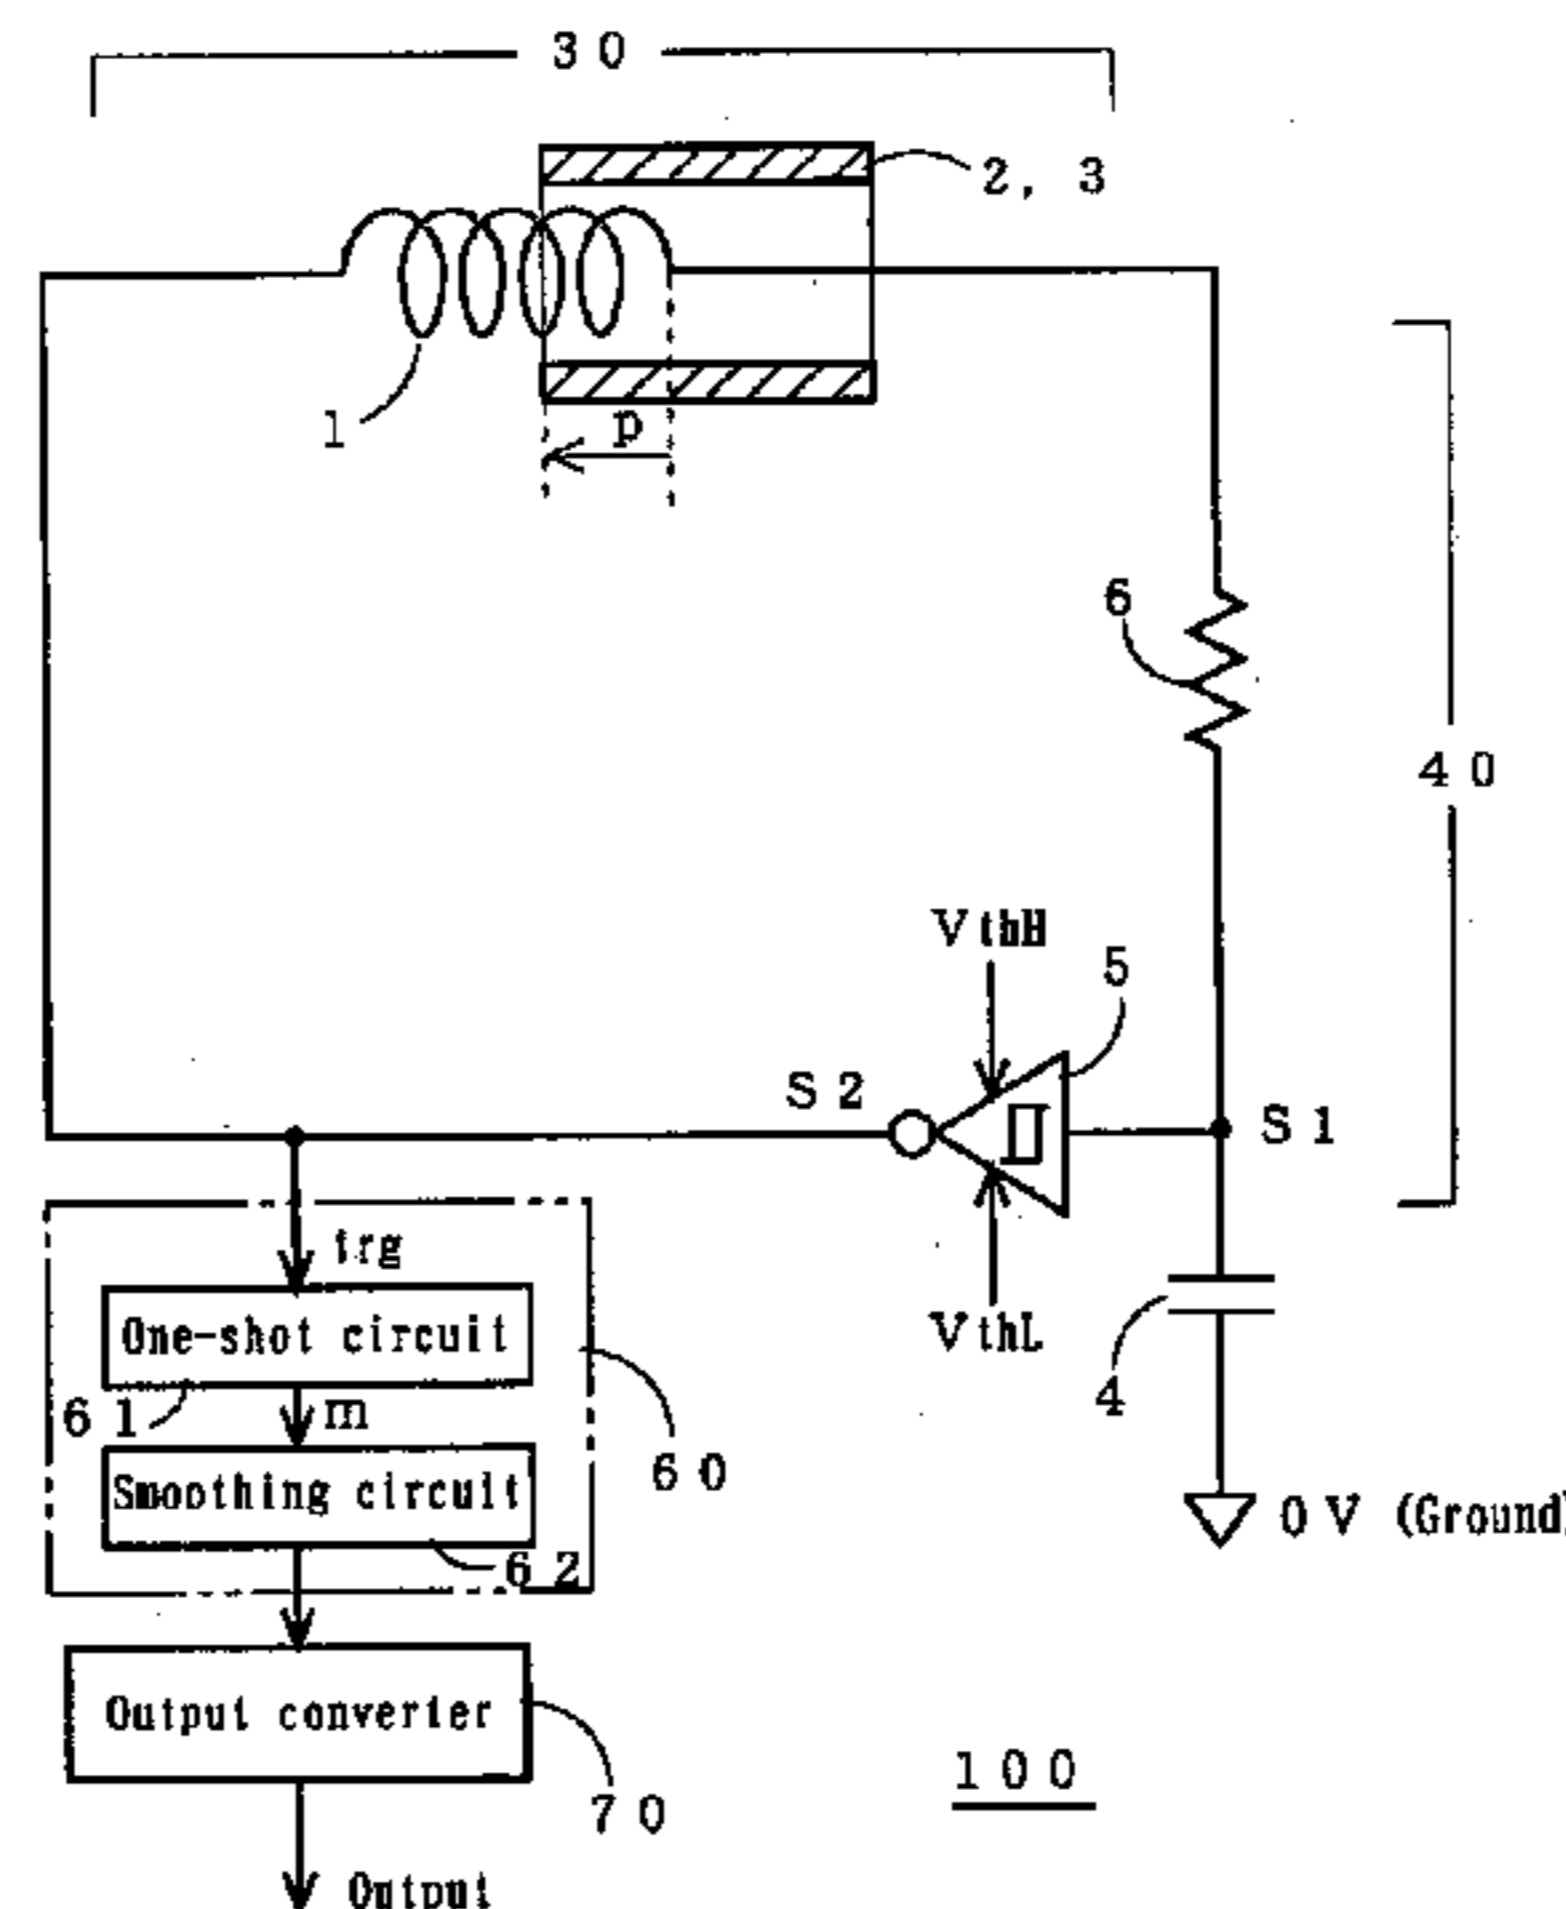 30
2, 3
1
p
6
40
VthH
5
S2
S1
trg
One-shot circuit
VthL
4
61
m
60
Smoothing circuit
0V (Ground)
62
Output converter
100
70
Output